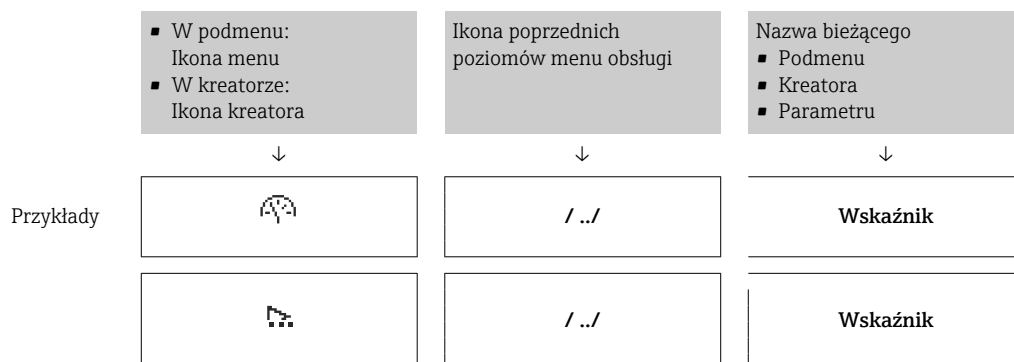 ▪ W podmenu:
Ikona menu
▪ W kreatorze:
Ikona kreatora
Ikona poprzednich
poziomów menu obsługi
Nazwa bieżącego
▪ Podmenu
▪ Kreatora
▪ Parametru
↓ ↓ ↓
Przykłady
/ ../
Wskaźnik
/ ../
Wskaźnik